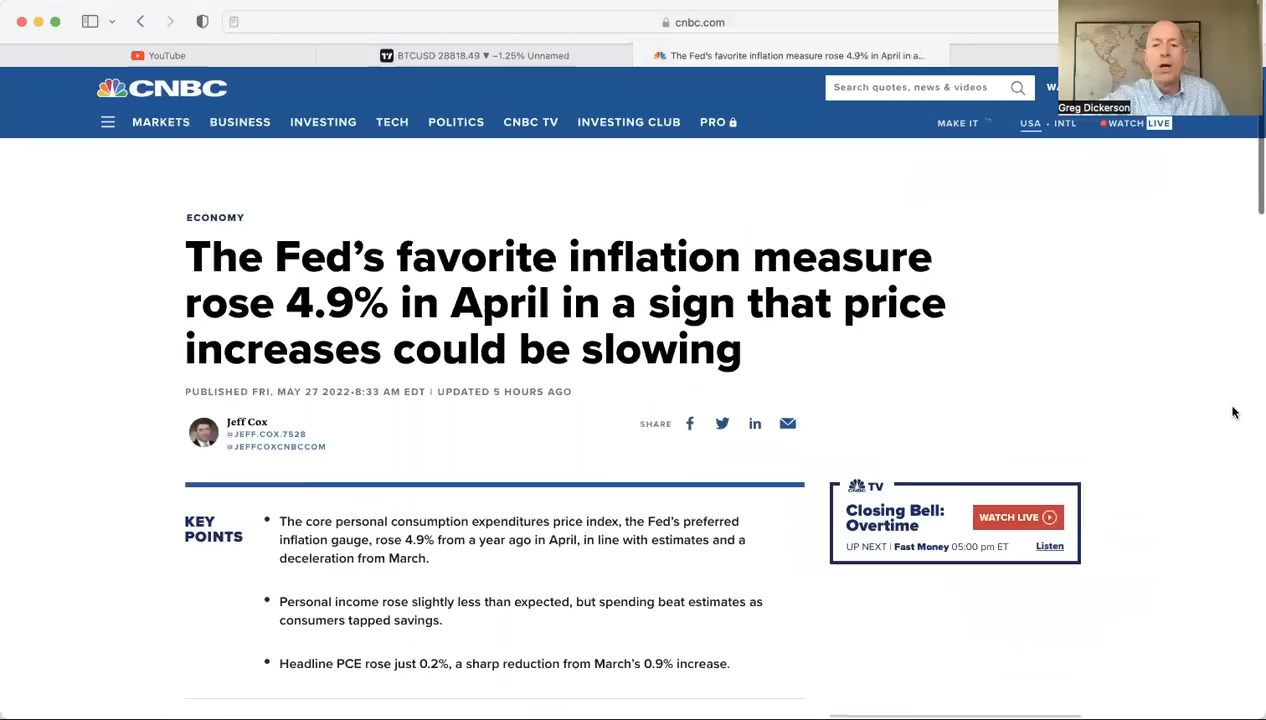 cnbc.com
YouTube
BTCUSD 28818.49 ▼ −1.25% Unnamed
The Fed's favorite inflation measure rose 4.9% in April in a...
CNBC
Search quotes, news & videos
Greg Dickerson
MARKETS BUSINESS INVESTING TECH POLITICS CNBC TV INVESTING CLUB PRO
MAKE IT USA • INTL WATCH LIVE
ECONOMY
The Fed's favorite inflation measure
rose 4.9% in April in a sign that price
increases could be slowing
PUBLISHED FRI, MAY 27 2022•8:33 AM EDT | UPDATED 5 HOURS AGO
Jeff Cox
@JEFF.COX.7528
@JEFFCOXCNBCCOM
SHARE
KEY
POINTS
The core personal consumption expenditures price index, the Fed's preferred
inflation gauge, rose 4.9% from a year ago in April, in line with estimates and a
deceleration from March.
Personal income rose slightly less than expected, but spending beat estimates as
consumers tapped savings.
Headline PCE rose just 0.2%, a sharp reduction from March's 0.9% increase.
CNBC TV
Closing Bell:
Overtime
WATCH LIVE
UP NEXT | Fast Money 05:00 pm ET Listen